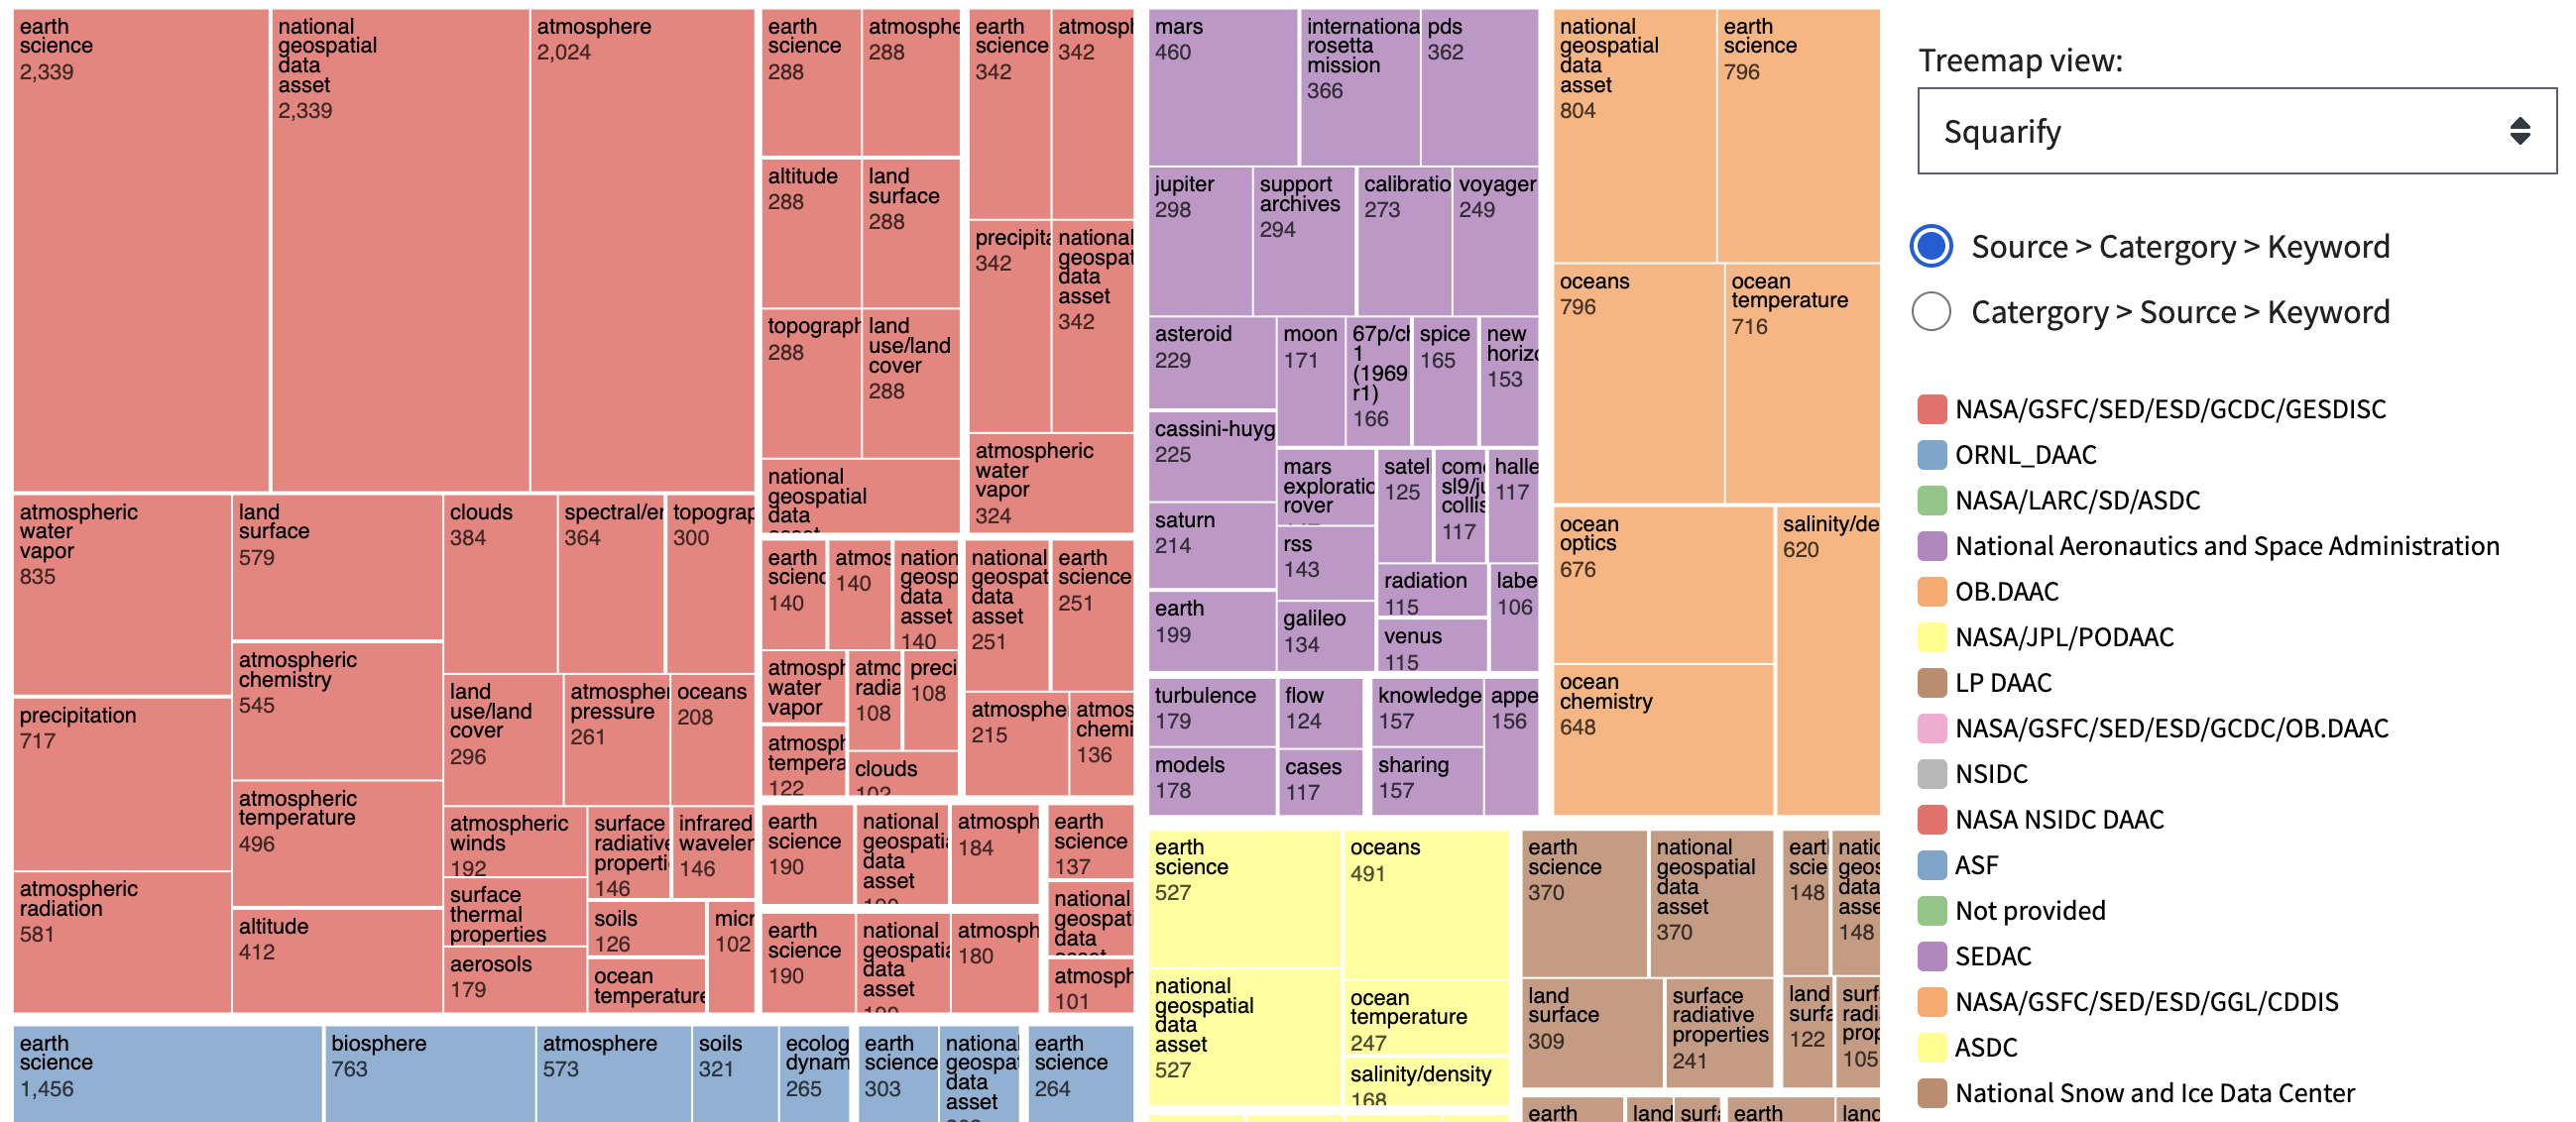 earth
science
2,339
national
geospatial
data
asset
2,339
atmosphere
2,024
atmospheric
water
vapor
835
precipitation
717
atmospheric
radiation
581
land
surface
579
atmospheric
chemistry
545
atmospheric
temperature
496
altitude
412
clouds
384
spectral/er
364
topograp
300
land
use/land
cover
296
atmospher
pressure
261
oceans
208
atmospheric
winds
192
surface
thermal
properties
aerosols
179
surface
radiative
properti
146
infrared
waveler
146
soils
126
ocean
temperature
micr
102
earth
science
288
atmosphe
288
altitude
288
land
surface
288
topograph
288
land
use/land
cover
288
national
geospatial
data
earth
science
342
atmosph
342
precipita
342
national
geospat
data
asset
342
atmospheric
water
vapor
324
earth
scienc
140
atmos
140
nation
geosp
data
asset
140
atmosph
water
vapor
atmosph
tempera
122
atmo
radia
108
preci
108
clouds
102
national
geospat
data
asset
251
earth
science
251
atmosphe
215
atmos
chemi
136
earth
science
190
national
geospatia
data
asset
atmosph
184
earth
science
190
national
geospatia
data
asset
atmosph
180
earth
science
137
national
geospati
data
atmosph
101
earth
science
1,456
biosphere
763
atmosphere
573
soils
321
ecolog
dynam
265
earth
science
303
national
geospat
data
asset
earth
science
264
mars
460
internationa
rosetta
mission
366
pds
362
jupiter
298
support
archives
294
calibratio
273
voyager
249
asteroid
229
cassini-huyg
225
saturn
214
earth
199
moon
171
67p/ch
1
(1969
r1)
166
spice
165
new
horizo
153
mars
exploratio
rover
rss
143
galileo
134
satel
125
com
sl9/ju
collis
117
halle
117
radiation
115
venus
115
labe
106
turbulence
179
models
178
flow
124
cases
117
knowledge
157
sharing
157
appe
156
national
geospatial
data
asset
804
earth
science
796
oceans
796
ocean
temperature
716
ocean
optics
676
ocean
chemistry
648
salinity/de
620
earth
science
527
national
geospatial
data
asset
527
oceans
491
ocean
temperature
247
salinity/density
168
earth
science
370
national
geospatial
data
asset
370
land
surface
309
surface
radiative
properties
241
eart
scie
148
natio
geos
data
asse
148
land
surfa
122
surf
radi
prop
105
earth
land
surfa
earth
land
Treemap view:
Squarify
Source > Catergory > Keyword
Catergory > Source > Keyword
NASA/GSFC/SED/ESD/GCDC/GESDISC
ORNL_DAAC
NASA/LARC/SD/ASDC
National Aeronautics and Space Administration
OB.DAAC
NASA/JPL/PODAAC
LP DAAC
NASA/GSFC/SED/ESD/GCDC/OB.DAAC
NSIDC
NASA NSIDC DAAC
ASF
Not provided
SEDAC
NASA/GSFC/SED/ESD/GGL/CDDIS
ASDC
National Snow and Ice Data Center